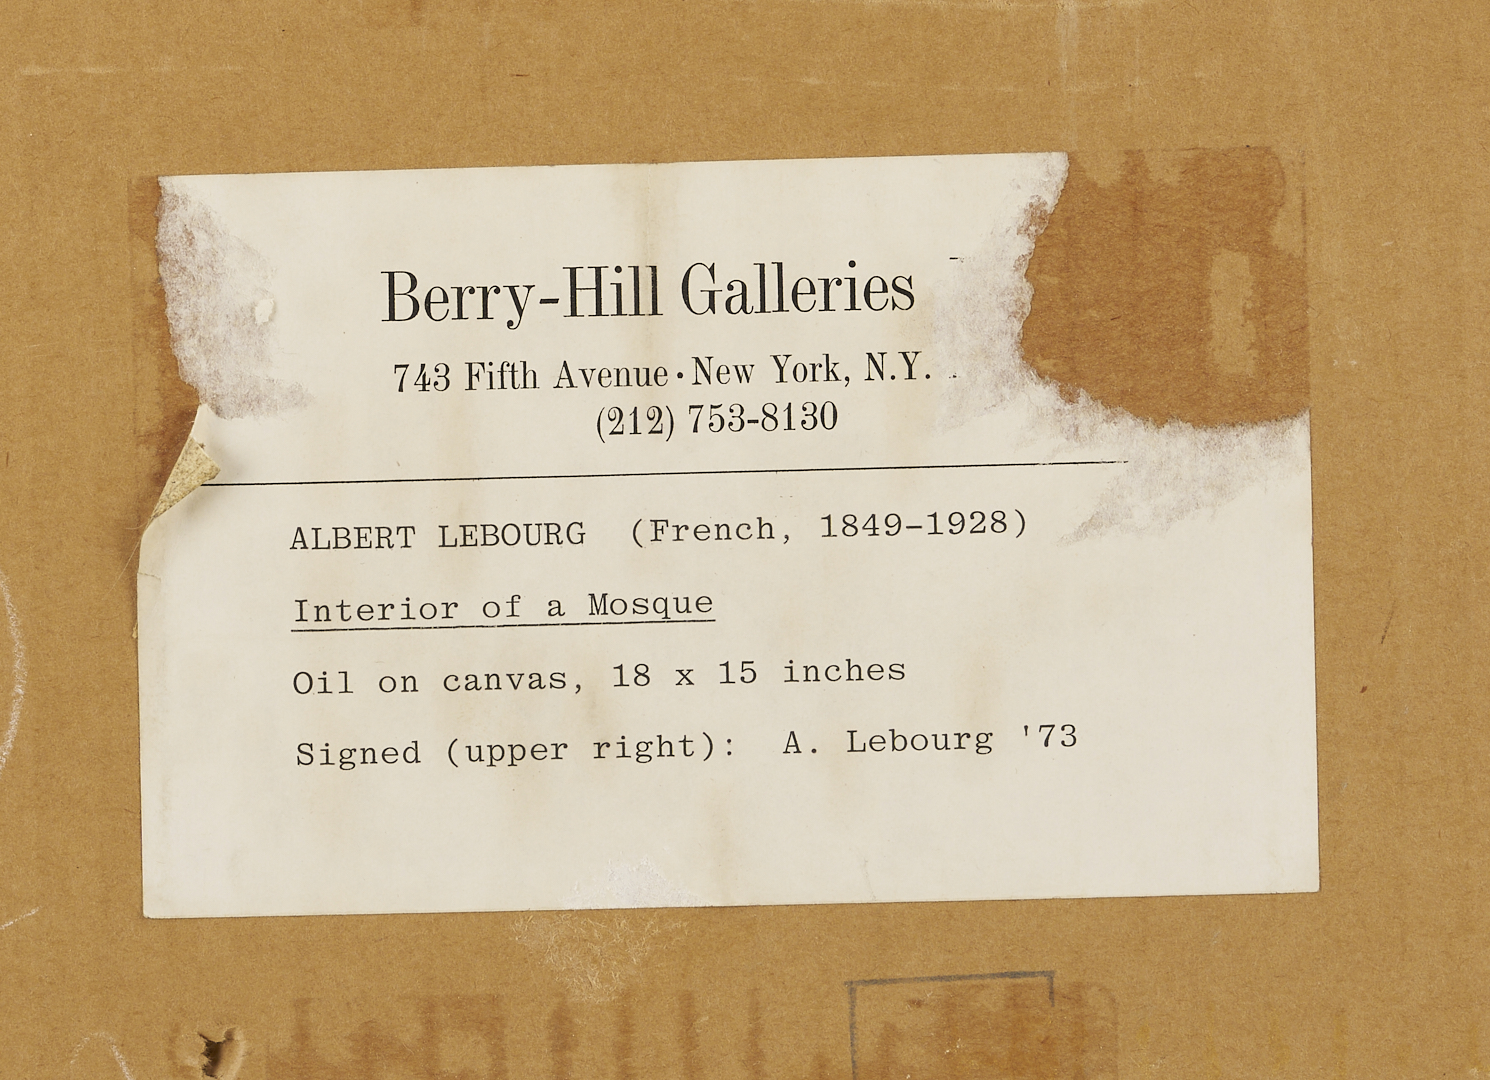 Berry-Hill Galleries
743 Fifth Avenue · New York, N.Y.
(212) 753-8130
ALBERT LEBOURG (French, 1849-1928)
Interior of a Mosque
Oil on canvas, 18 x 15 inches
Signed (upper right): A. Lebourg '73